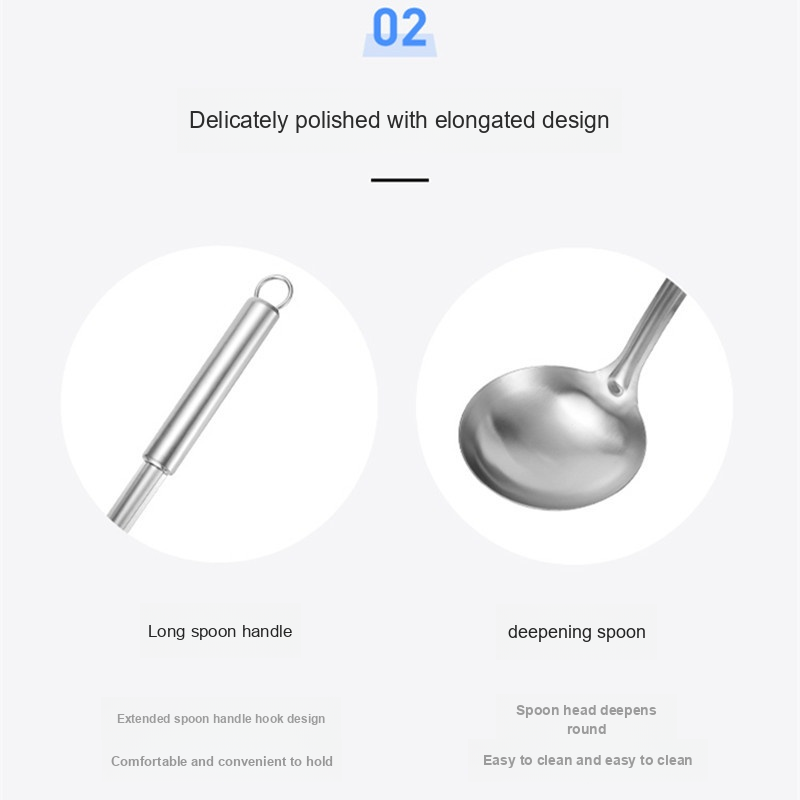 02
Delicately polished with elongated design
Long spoon handle
deepening spoon
Extended spoon handle hook design
Comfortable and convenient to hold
Spoon head deepens
round
Easy to clean and easy to clean